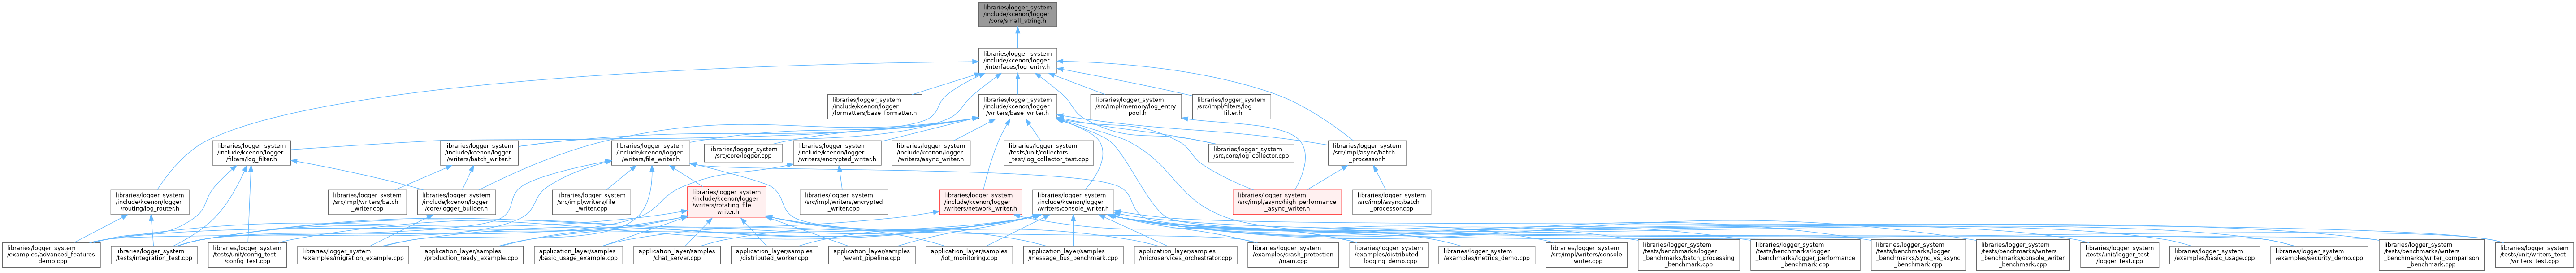 libraries/logger_system
/include/kcenon/logger
/core/small_string.h
libraries/logger_system
/include/kcenon/logger
/interfaces/log_entry.h
libraries/logger_system
/include/kcenon/logger
/formatters/base_formatter.h
libraries/logger_system
/include/kcenon/logger
/writers/base_writer.h
libraries/logger_system
/src/impl/memory/log_entry
_pool.h
libraries/logger_system
/src/impl/filters/log
_filter.h
libraries/logger_system
/include/kcenon/logger
/filters/log_filter.h
libraries/logger_system
/include/kcenon/logger
/writers/batch_writer.h
libraries/logger_system
/include/kcenon/logger
/writers/file_writer.h
libraries/logger_system
/src/core/logger.cpp
libraries/logger_system
/include/kcenon/logger
/writers/encrypted_writer.h
libraries/logger_system
/include/kcenon/logger
/writers/async_writer.h
libraries/logger_system
/tests/unit/collectors
_test/log_collector_test.cpp
libraries/logger_system
/src/core/log_collector.cpp
libraries/logger_system
/src/impl/async/batch
_processor.h
libraries/logger_system
/include/kcenon/logger
/routing/log_router.h
libraries/logger_system
/src/impl/writers/batch
_writer.cpp
libraries/logger_system
/include/kcenon/logger
/core/logger_builder.h
libraries/logger_system
/src/impl/writers/file
_writer.cpp
libraries/logger_system
/include/kcenon/logger
/writers/rotating_file
_writer.h
libraries/logger_system
/src/impl/writers/encrypted
_writer.cpp
libraries/logger_system
/include/kcenon/logger
/writers/network_writer.h
libraries/logger_system
/include/kcenon/logger
/writers/console_writer.h
libraries/logger_system
/src/impl/async/high_performance
_async_writer.h
libraries/logger_system
/src/impl/async/batch
_processor.cpp
libraries/logger_system
/examples/advanced_features
_demo.cpp
libraries/logger_system
/tests/integration_test.cpp
libraries/logger_system
/tests/unit/config_test
/config_test.cpp
libraries/logger_system
/examples/migration_example.cpp
application_layer/samples
/production_ready_example.cpp
application_layer/samples
/basic_usage_example.cpp
application_layer/samples
/chat_server.cpp
application_layer/samples
/distributed_worker.cpp
application_layer/samples
/event_pipeline.cpp
application_layer/samples
/iot_monitoring.cpp
application_layer/samples
/message_bus_benchmark.cpp
application_layer/samples
/microservices_orchestrator.cpp
libraries/logger_system
/examples/crash_protection
/main.cpp
libraries/logger_system
/examples/distributed
_logging_demo.cpp
libraries/logger_system
/examples/metrics_demo.cpp
libraries/logger_system
/src/impl/writers/console
_writer.cpp
libraries/logger_system
/tests/benchmarks/logger
_benchmarks/batch_processing
_benchmark.cpp
libraries/logger_system
/tests/benchmarks/logger
_benchmarks/logger_performance
_benchmark.cpp
libraries/logger_system
/tests/benchmarks/logger
_benchmarks/sync_vs_async
_benchmark.cpp
libraries/logger_system
/tests/benchmarks/writers
_benchmark/console_writer
_benchmark.cpp
libraries/logger_system
/tests/unit/logger_test
/logger_test.cpp
libraries/logger_system
/examples/basic_usage.cpp
libraries/logger_system
/examples/security_demo.cpp
libraries/logger_system
/tests/benchmarks/writers
_benchmark/writer_comparison
_benchmark.cpp
libraries/logger_system
/tests/unit/writers_test
/writers_test.cpp